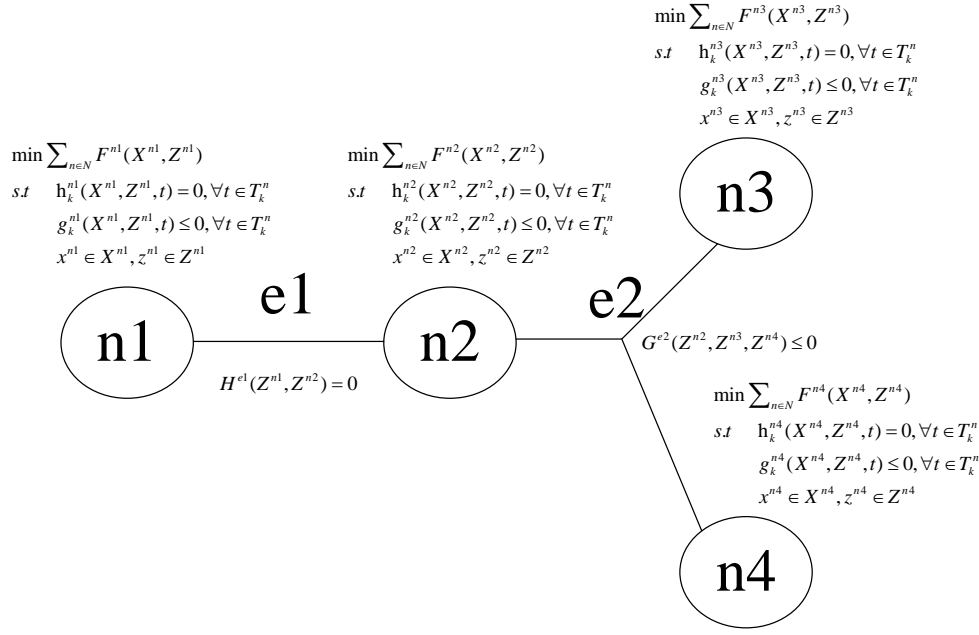 min ∑_{n∈N} F^{n3}(X^{n3}, Z^{n3})
s.t h_k^{n3}(X^{n3}, Z^{n3}, t) = 0, ∀t ∈ T_k^n
g_k^{n3}(X^{n3}, Z^{n3}, t) ≤ 0, ∀t ∈ T_k^n
x^{n3} ∈ X^{n3}, z^{n3} ∈ Z^{n3}
n3
min ∑_{n∈N} F^{n1}(X^{n1}, Z^{n1})
s.t h_k^{n1}(X^{n1}, Z^{n1}, t) = 0, ∀t ∈ T_k^n
g_k^{n1}(X^{n1}, Z^{n1}, t) ≤ 0, ∀t ∈ T_k^n
x^{n1} ∈ X^{n1}, z^{n1} ∈ Z^{n1}
n1
e1
H^{e1}(Z^{n1}, Z^{n2}) = 0
min ∑_{n∈N} F^{n2}(X^{n2}, Z^{n2})
s.t h_k^{n2}(X^{n2}, Z^{n2}, t) = 0, ∀t ∈ T_k^n
g_k^{n2}(X^{n2}, Z^{n2}, t) ≤ 0, ∀t ∈ T_k^n
x^{n2} ∈ X^{n2}, z^{n2} ∈ Z^{n2}
n2
e2
G^{e2}(Z^{n2}, Z^{n3}, Z^{n4}) ≤ 0
min ∑_{n∈N} F^{n4}(X^{n4}, Z^{n4})
s.t h_k^{n4}(X^{n4}, Z^{n4}, t) = 0, ∀t ∈ T_k^n
g_k^{n4}(X^{n4}, Z^{n4}, t) ≤ 0, ∀t ∈ T_k^n
x^{n4} ∈ X^{n4}, z^{n4} ∈ Z^{n4}
n4